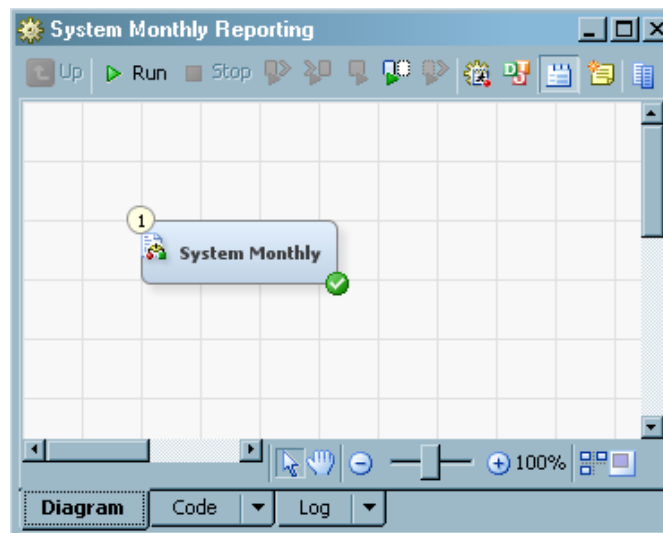 System Monthly Reporting
Up Run Stop
1
System Monthly
100%
Diagram Code Log